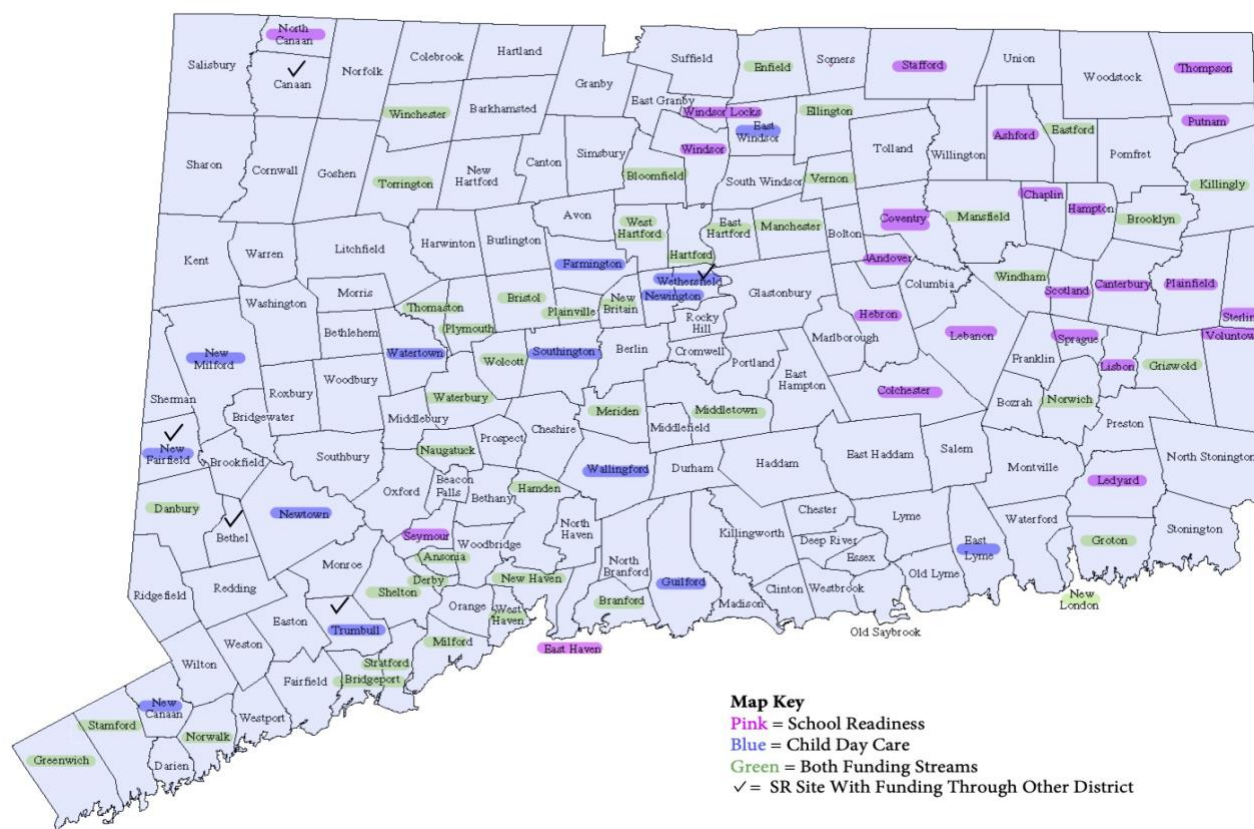 North
Canaan
Salisbury
Canaan
Norfolk
Colebrook
Hartland
Granby
Suffield
Enfield
Somers
Stafford
Union
Woodstock
Thompson
East Granby
Windsor Locks
Winchester
Barkhamsted
East
Windsor
Ellington
Ashford
Eastford
Putnam
Windsor
Sharon
Cornwall
Goshen
Torrington
New
Hartford
Canton
Simsbury
Bloomfield
South Windsor
Vernon
Tolland
Willington
Pomfret
Killingly
Chaplin
Hampton
Avon
West
Hartford
East
Hartford
Manchester
Bolton
Coventry
Mansfield
Brooklyn
Kent
Warren
Litchfield
Harwinton
Burlington
Farmington
Hartford
Andover
Wethersfield
Newington
Windham
Columbia
Scotland
Canterbury
Plainfield
Washington
Morris
Thomaston
Bristol
Plainville
New
Britain
Glastonbury
Rocky
Hill
Hebron
Sterlin
Voluntow
Bethlehem
Plymouth
Marlborough
Lebanon
Sprague
Franklin
New
Milford
Watertown
Wolcott
Southington
Berlin
Cromwell
Portland
Lisbon
Griswold
Woodbury
East
Hampton
Colchester
Sherman
Roxbury
Waterbury
Bozrah
Norwich
Bridgewater
Middlebury
Meriden
Middletown
Middlefield
Preston
New
Fairfield
Brookfield
Southbury
Naugatuck
Prospect
Cheshire
Wallingford
Durham
Haddam
East Haddam
Salem
Montville
North Stonington
Oxford
Beacon
Falls
Bethany
Hamden
Ledyard
Danbury
Newtown
Bethel
Seymour
Woodbridge
North
Haven
Killingworth
Chester
Deep River
Essex
Lyme
East
Lyme
Waterford
Groton
Stonington
Monroe
Ansonia
Derby
Shelton
New Haven
North
Branford
Guilford
Clinton
Westbrook
Old Lyme
Ridgefield
Redding
Orange
West
Haven
Branford
Madison
New
London
Easton
Trumbull
Old Saybrook
Weston
Milford
East Haven
Wilton
Stratford
Fairfield
Bridgeport
New
Canaan
Westport
Stamford
Norwalk
Greenwich
Darien
Map Key
Pink = School Readiness
Blue = Child Day Care
Green = Both Funding Streams
✓= SR Site With Funding Through Other District